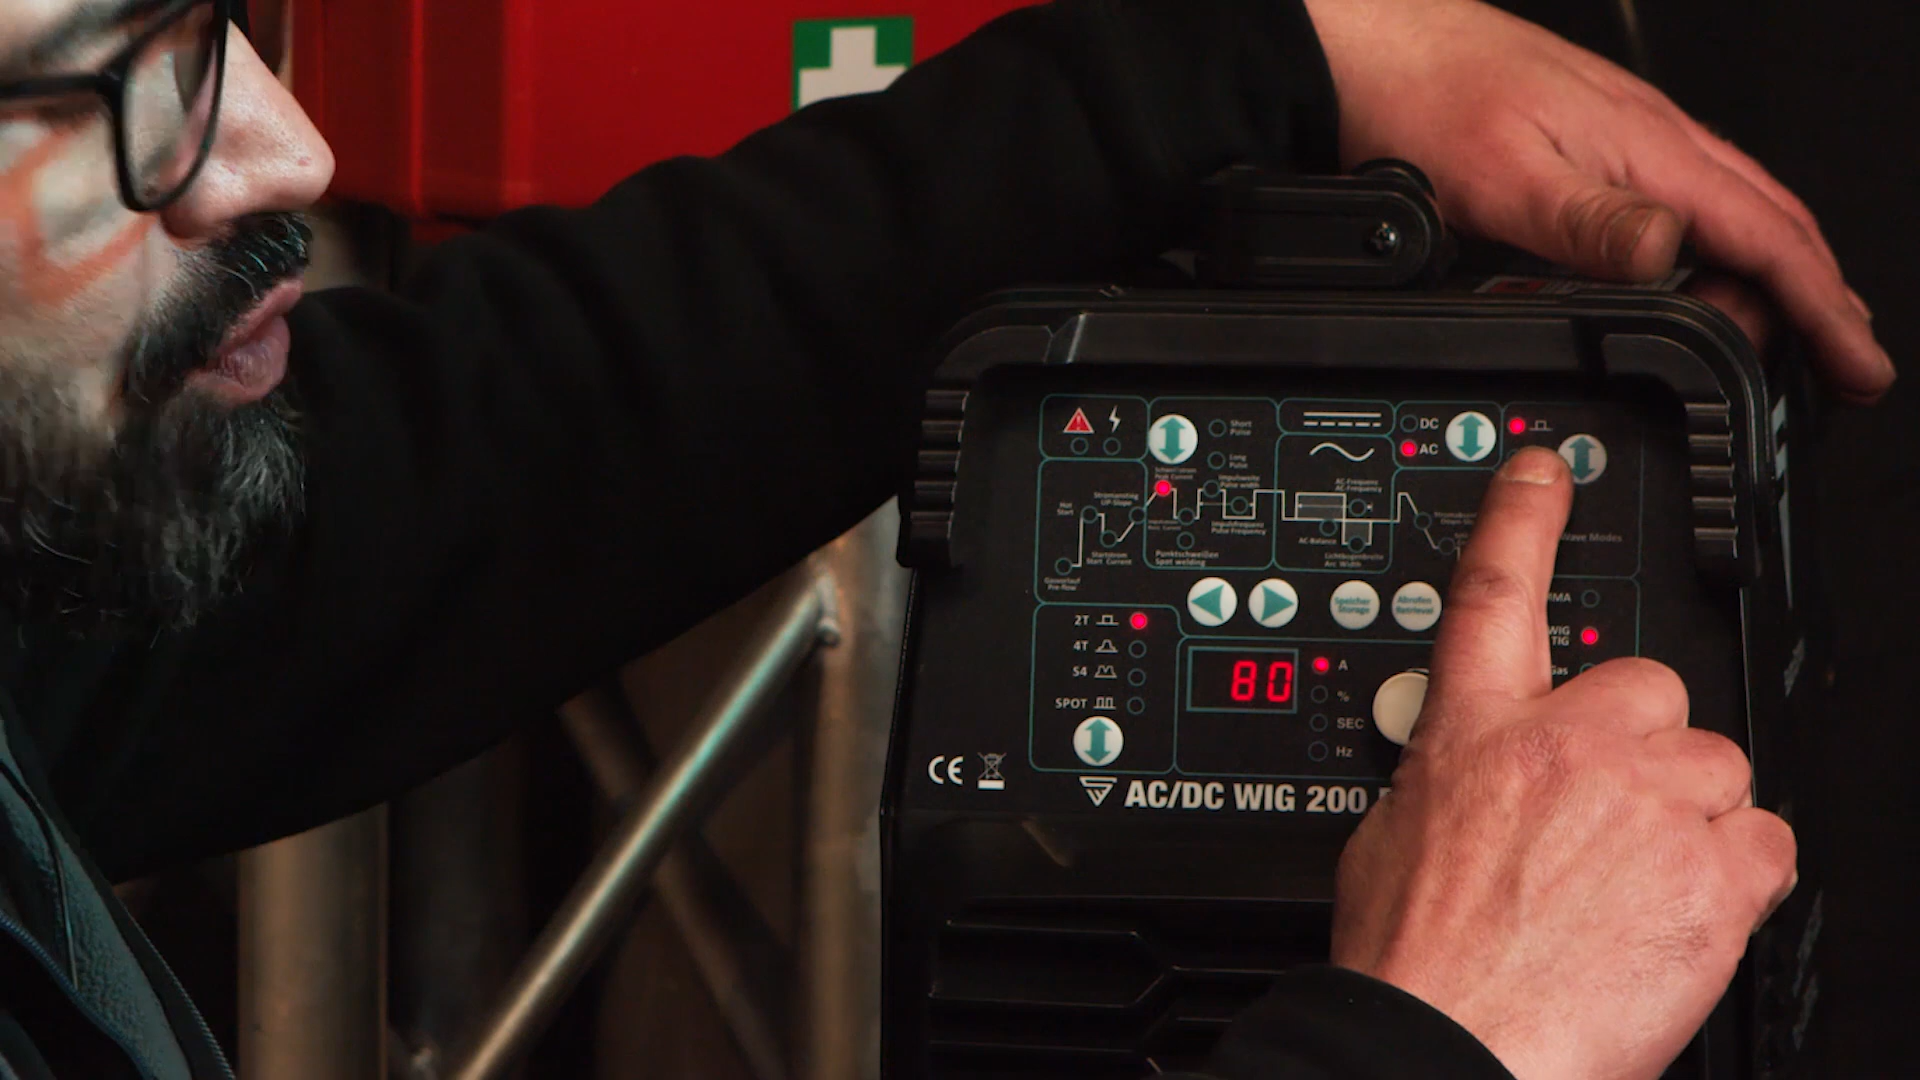 Short
Pulse
Long
Pulse
DC
AC
Impulsweite
Pulse width
AC-Frequenz
AC-Frequency
Stromanstieg
UP-Slope
Hot
Start
Impulsfrequenz
Pulse Frequency
AC-Balance
Startstrom
Start Current
Punktschweißen
Spot welding
Lichtbogenbreite
Arc Width
Wave Modes
Gasvorlauf
Pre-flow
Speicher
Storage
Abrufen
Retrieval
MMA
2T
4T
S4
SPOT
WIG
TIG
Gas
80
A
%
SEC
Hz
CE
AC/DC WIG 200